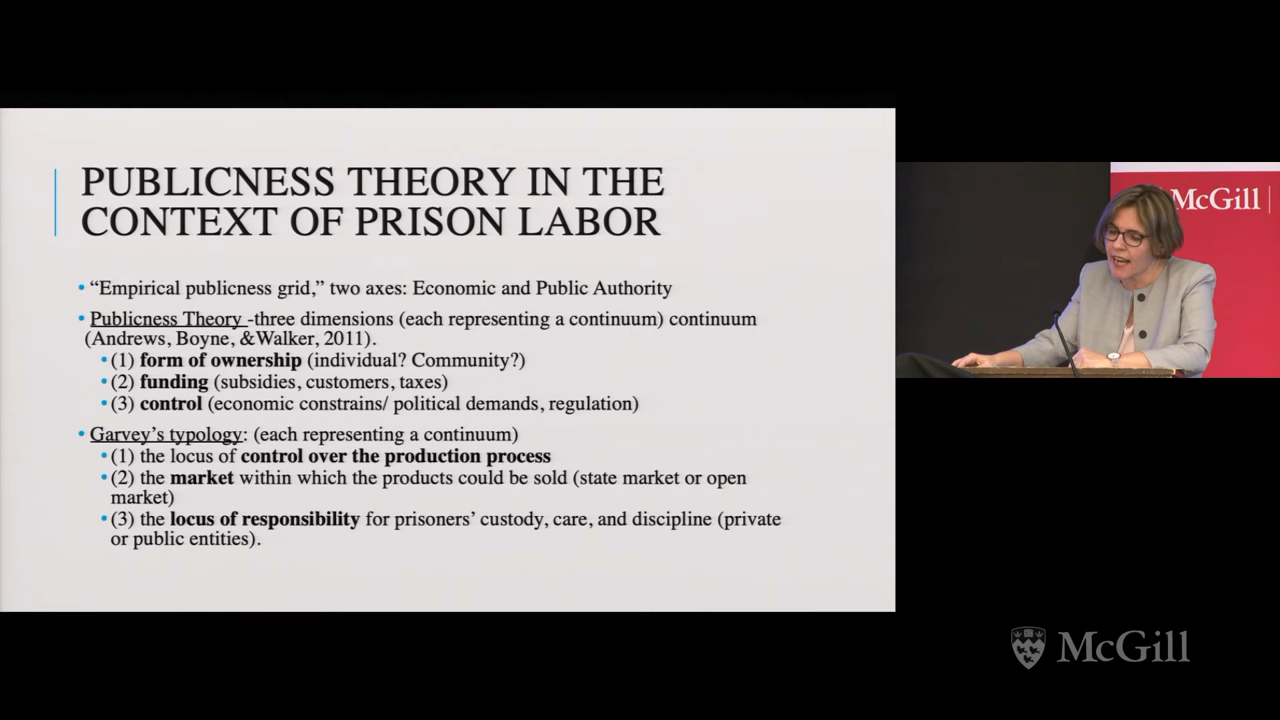 PUBLICNESS THEORY IN THE
CONTEXT OF PRISON LABOR
• “Empirical publicness grid,” two axes: Economic and Public Authority
• Publicness Theory -three dimensions (each representing a continuum) continuum
(Andrews, Boyne, &Walker, 2011).
• (1) form of ownership (individual? Community?)
• (2) funding (subsidies, customers, taxes)
• (3) control (economic constrains/ political demands, regulation)
• Garvey’s typology: (each representing a continuum)
• (1) the locus of control over the production process
• (2) the market within which the products could be sold (state market or open
market)
• (3) the locus of responsibility for prisoners’ custody, care, and discipline (private
or public entities).
McGill
McGill